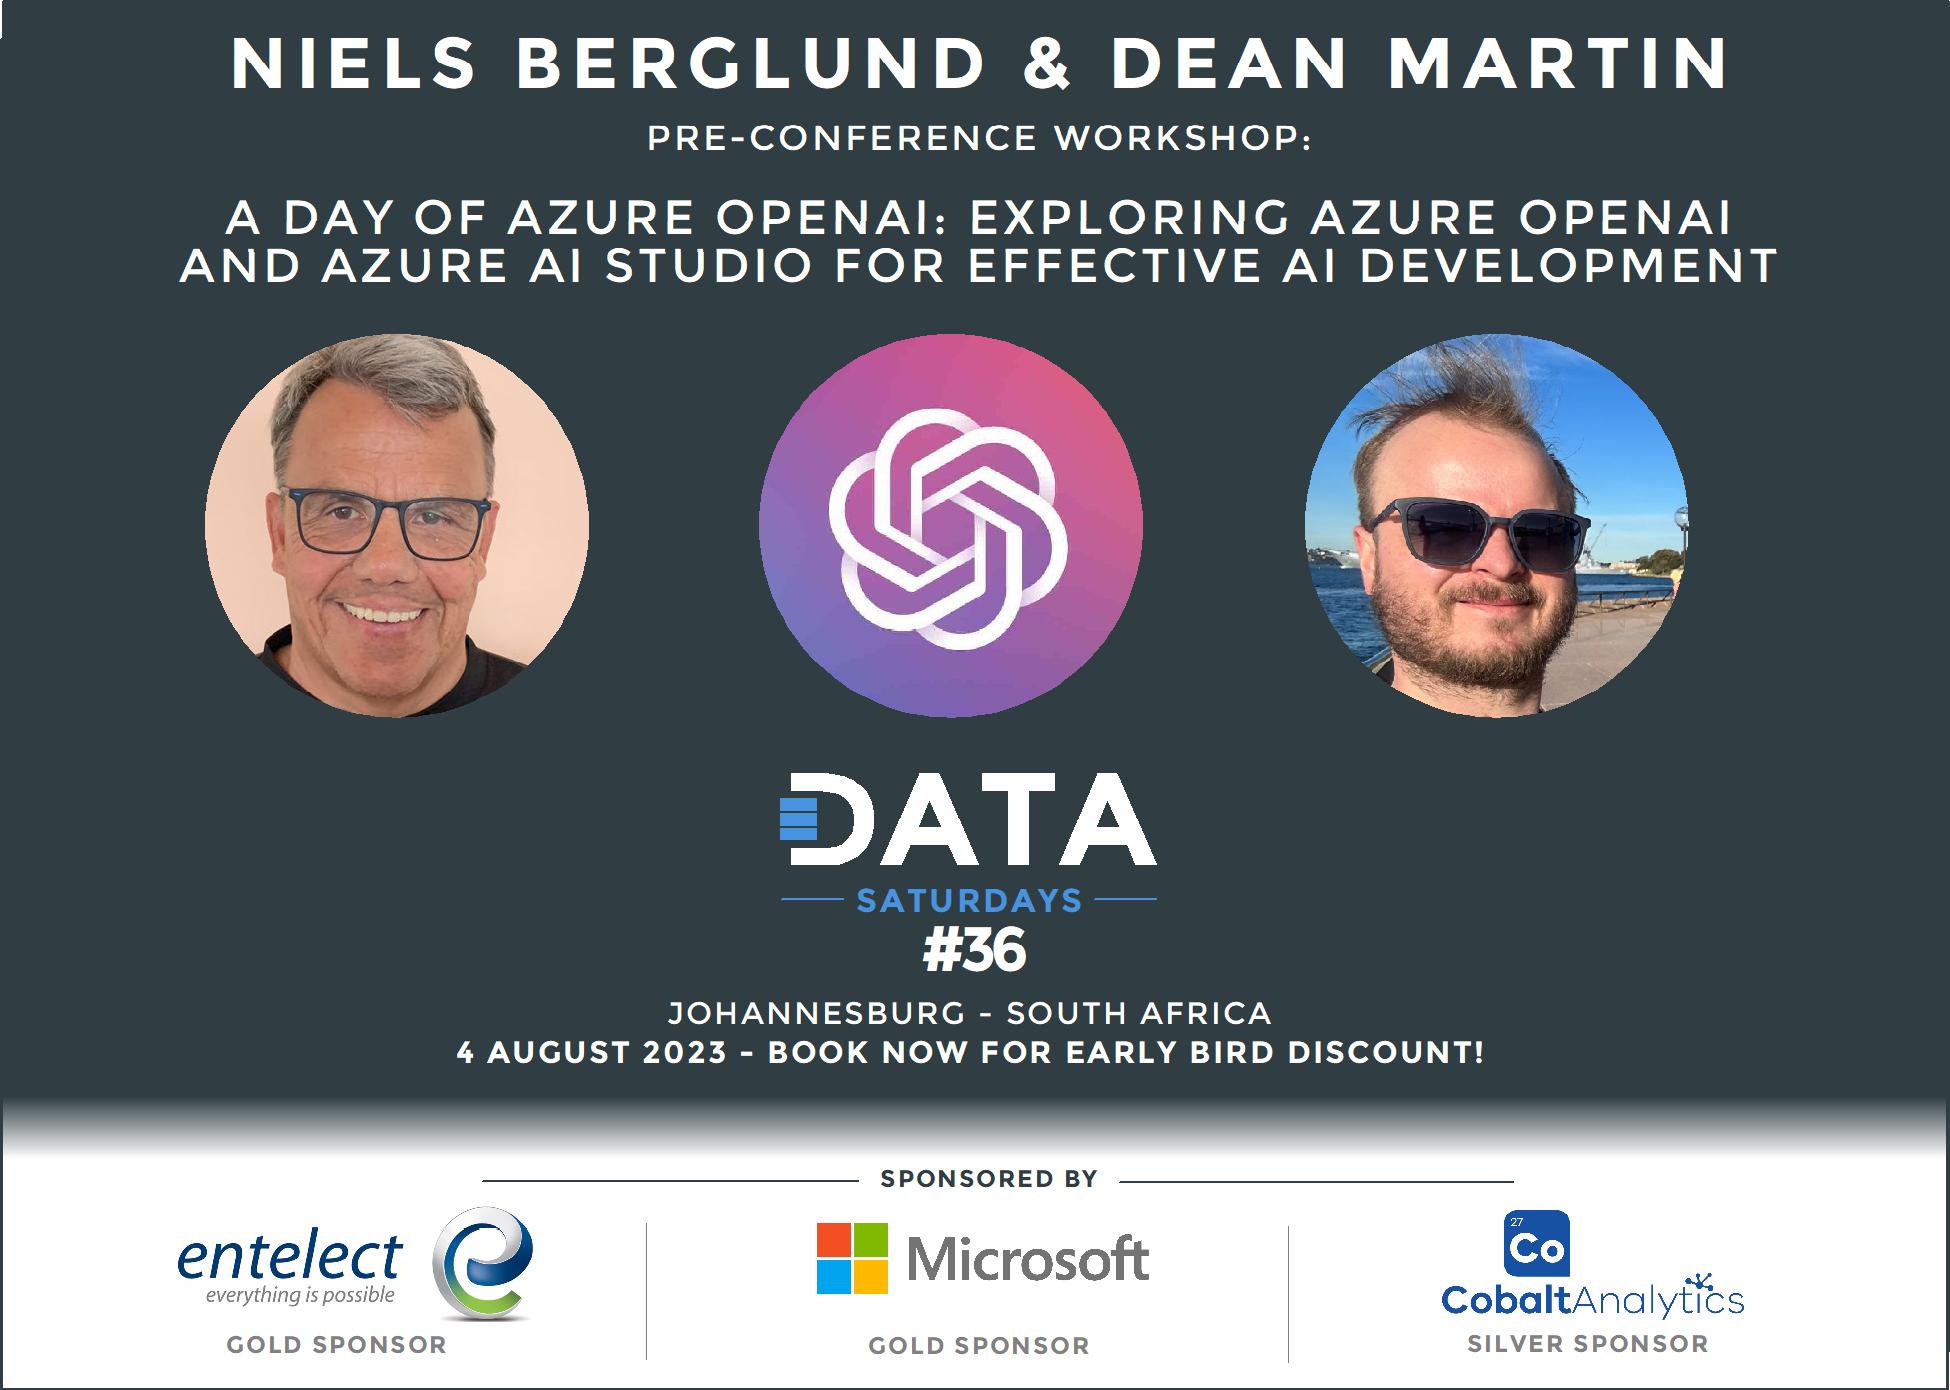 NIELS BERGLUND & DEAN MARTIN
PRE-CONFERENCE WORKSHOP:
A DAY OF AZURE OPENAI: EXPLORING AZURE OPENAI
AND AZURE AI STUDIO FOR EFFECTIVE AI DEVELOPMENT
DATA
SATURDAYS
#36
JOHANNESBURG - SOUTH AFRICA
4 AUGUST 2023 - BOOK NOW FOR EARLY BIRD DISCOUNT!
SPONSORED BY
entelect
everything is possible
GOLD SPONSOR
Microsoft
GOLD SPONSOR
27
Co
CobaltAnalytics
SILVER SPONSOR